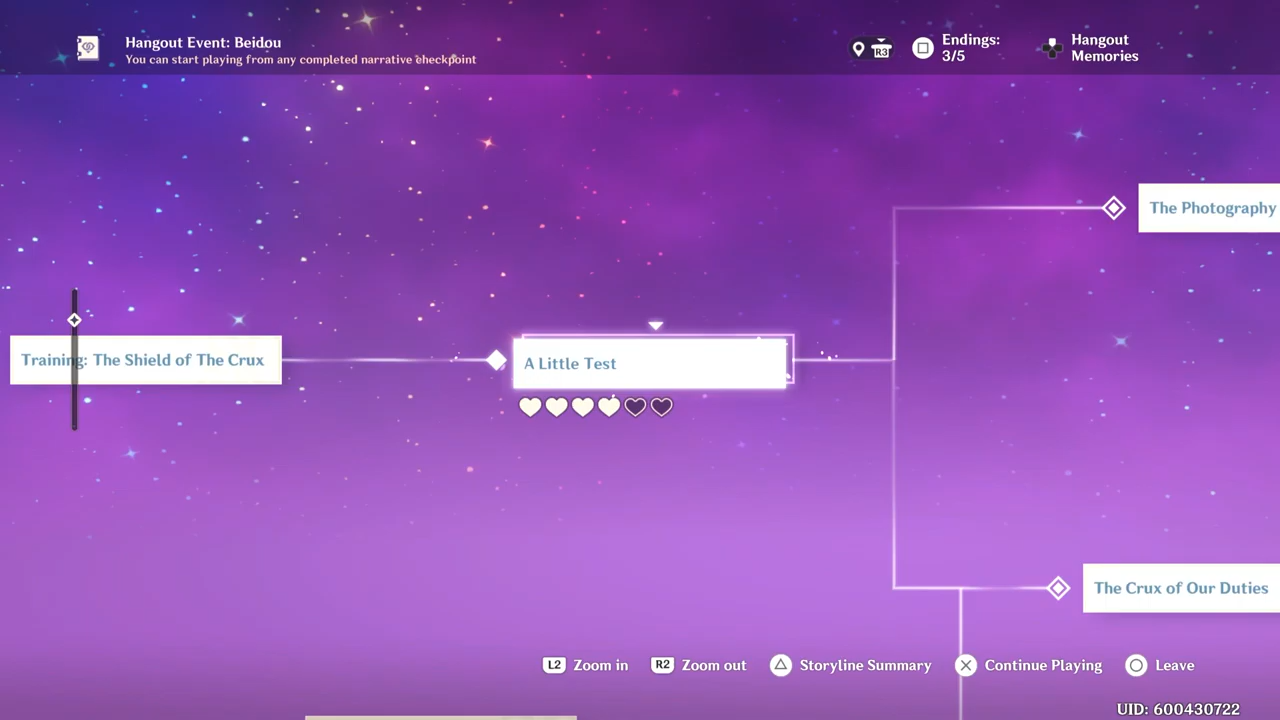 Hangout Event: Beidou
You can start playing from any completed narrative checkpoint
R3
Endings:
3/5
Hangout
Memories
The Photography
Training: The Shield of The Crux
A Little Test
The Crux of Our Duties
L2 Zoom in
R2 Zoom out
Storyline Summary
Continue Playing
Leave
UID: 600430722